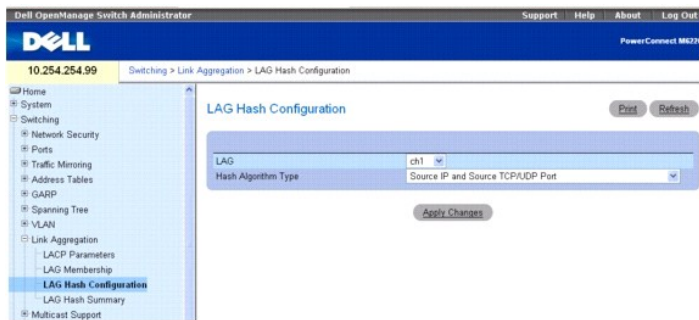 Dell OpenManage Switch Administrator
Support Help About Log Out
DELL
PowerConnect M6220
10.254.254.99
Switching > Link Aggregation > LAG Hash Configuration
Home
System
Switching
Network Security
Ports
Traffic Mirroring
Address Tables
GARP
Spanning Tree
VLAN
Link Aggregation
LACP Parameters
LAG Membership
LAG Hash Configuration
LAG Hash Summary
Multicast Support
LAG Hash Configuration
Print Refresh
LAG ch1
Hash Algorithm Type Source IP and Source TCP/UDP Port
Apply Changes